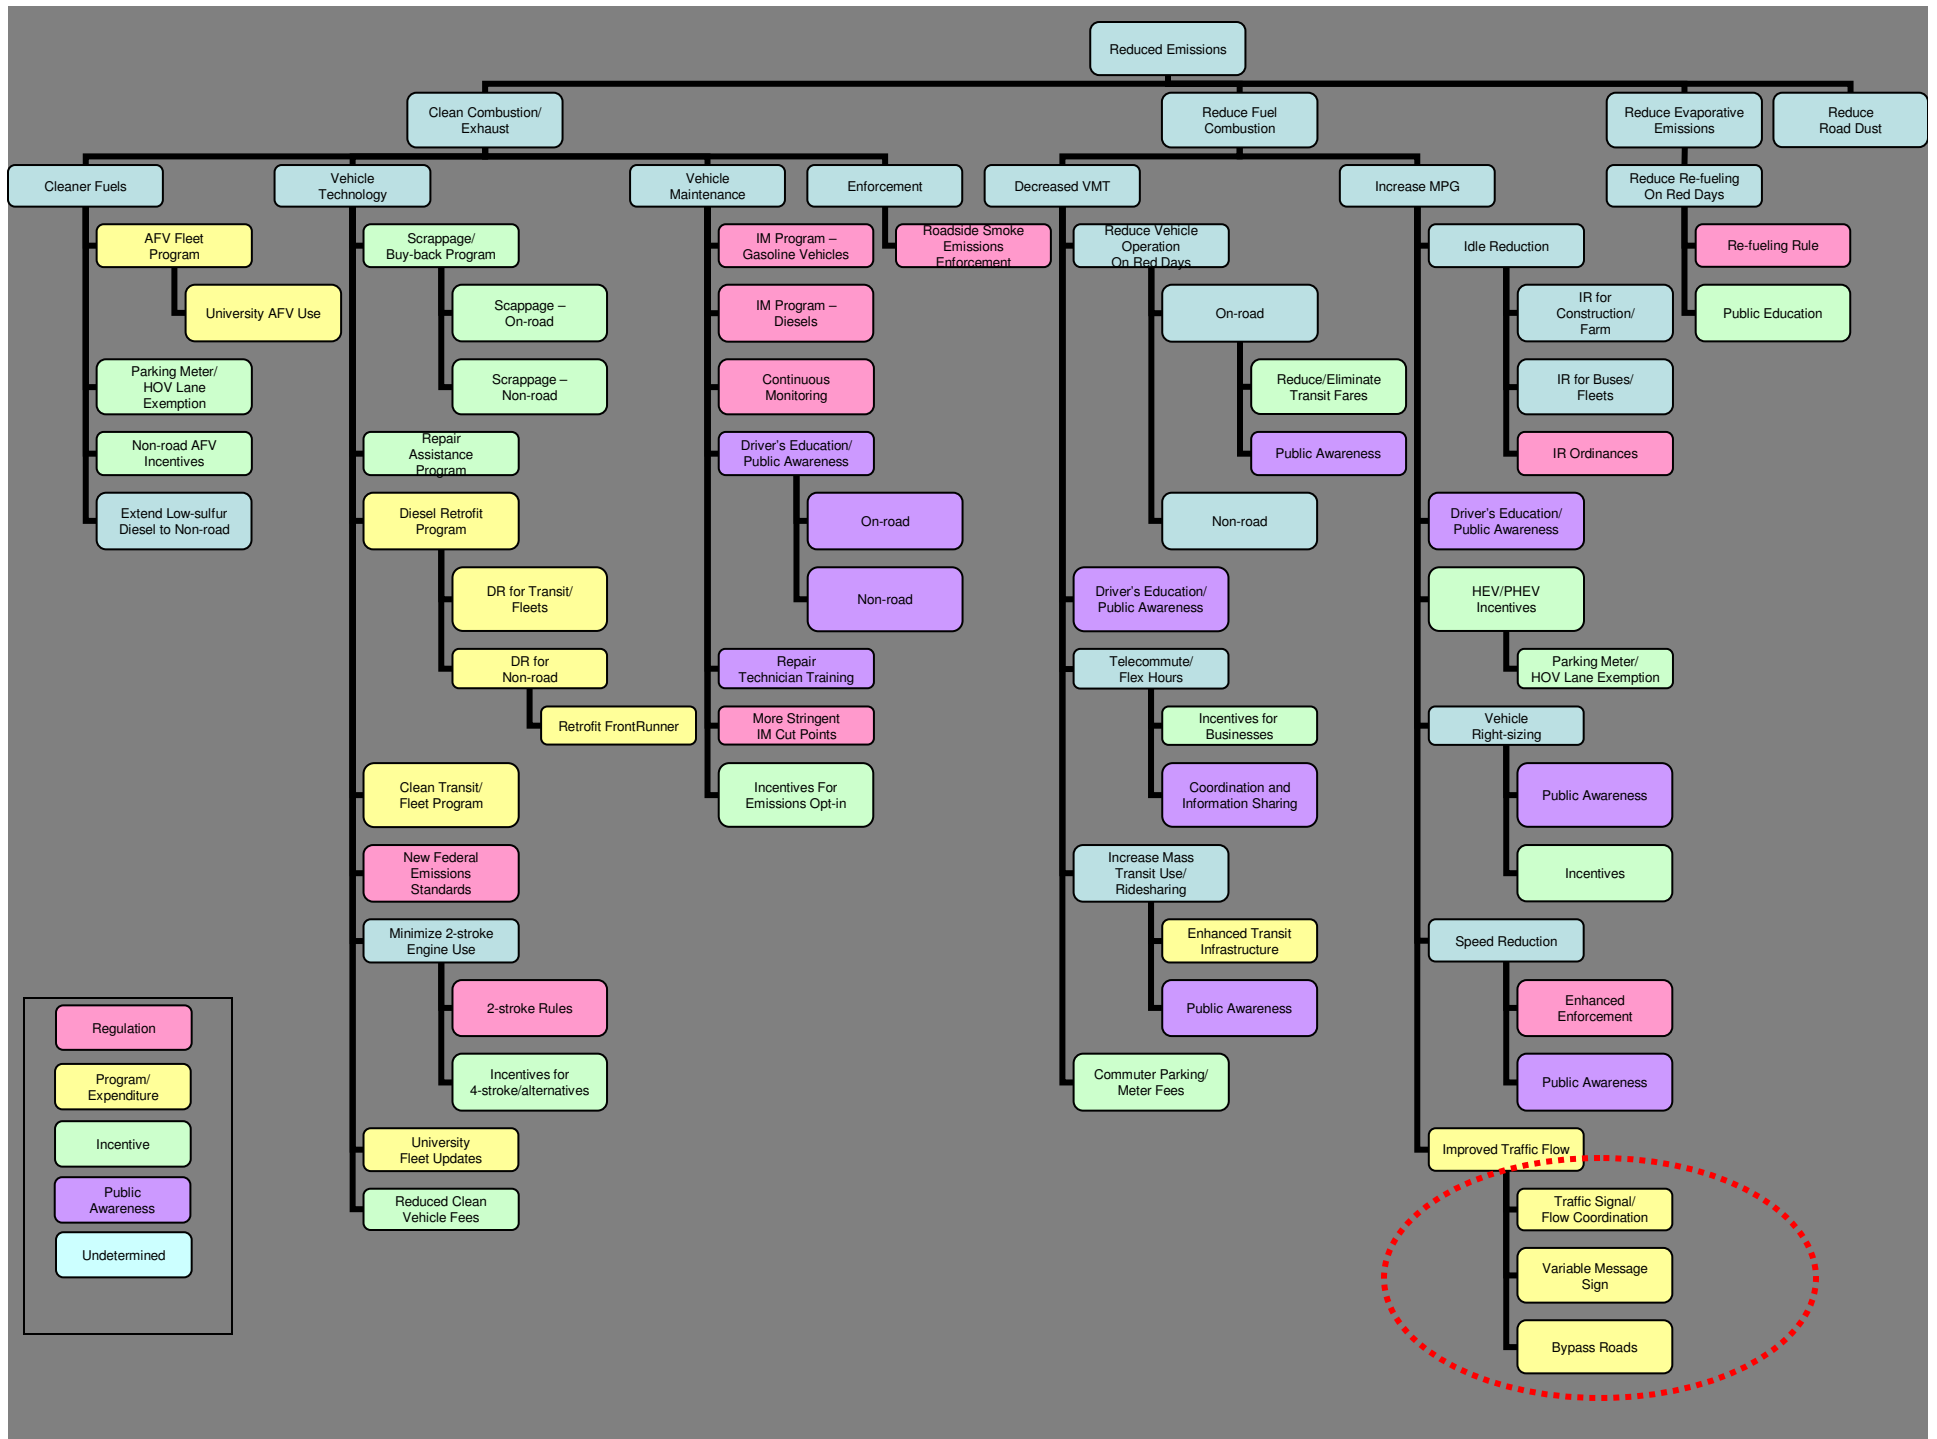 Reduced Emissions
Clean Combustion/
Exhaust
Reduce Fuel
Combustion
Reduce Evaporative
Emissions
Reduce
Road Dust
Cleaner Fuels
Vehicle
Technology
Vehicle
Maintenance
Enforcement
Decreased VMT
Increase MPG
Reduce Re-fueling
On Red Days
AFV Fleet
Program
University AFV Use
Parking Meter/
HOV Lane
Exemption
Non-road AFV
Incentives
Extend Low-sulfur
Diesel to Non-road
Scrappage/
Buy-back Program
Scappage –
On-road
Scrappage –
Non-road
Repair
Assistance
Program
Diesel Retrofit
Program
DR for Transit/
Fleets
DR for
Non-road
Retrofit FrontRunner
Clean Transit/
Fleet Program
New Federal
Emissions
Standards
Minimize 2-stroke
Engine Use
2-stroke Rules
Incentives for
4-stroke/alternatives
University
Fleet Updates
Reduced Clean
Vehicle Fees
IM Program –
Gasoline Vehicles
IM Program –
Diesels
Continuous
Monitoring
Driver's Education/
Public Awareness
On-road
Non-road
Repair
Technician Training
More Stringent
IM Cut Points
Incentives For
Emissions Opt-in
Roadside Smoke
Emissions
Enforcement
Reduce Vehicle
Operation
On Red Days
On-road
Reduce/Eliminate
Transit Fares
Public Awareness
Non-road
Driver's Education/
Public Awareness
Telecommute/
Flex Hours
Incentives for
Businesses
Coordination and
Information Sharing
Increase Mass
Transit Use/
Ridesharing
Enhanced Transit
Infrastructure
Public Awareness
Commuter Parking/
Meter Fees
Idle Reduction
IR for
Construction/
Farm
IR for Buses/
Fleets
IR Ordinances
Driver's Education/
Public Awareness
HEV/PHEV
Incentives
Parking Meter/
HOV Lane Exemption
Vehicle
Right-sizing
Public Awareness
Incentives
Speed Reduction
Enhanced
Enforcement
Public Awareness
Improved Traffic Flow
Traffic Signal/
Flow Coordination
Variable Message
Sign
Bypass Roads
Re-fueling Rule
Public Education
Regulation
Program/
Expenditure
Incentive
Public
Awareness
Undetermined